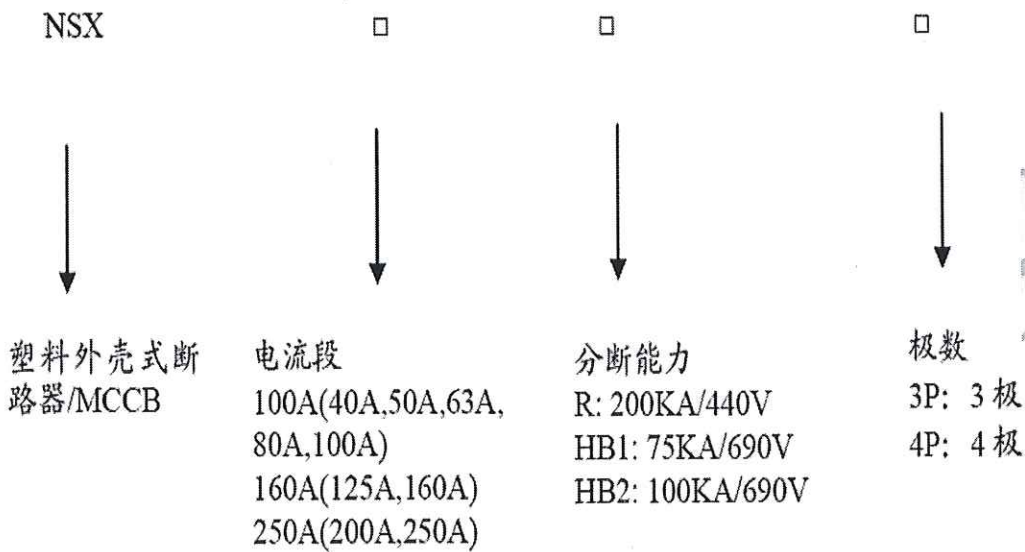 NSX □ □ □
塑料外壳式断
路器/MCCB
电流段
100A(40A,50A,63A,
80A,100A)
160A(125A,160A)
250A(200A,250A)
分断能力
R: 200KA/440V
HB1: 75KA/690V
HB2: 100KA/690V
极数
3P: 3极
4P: 4极